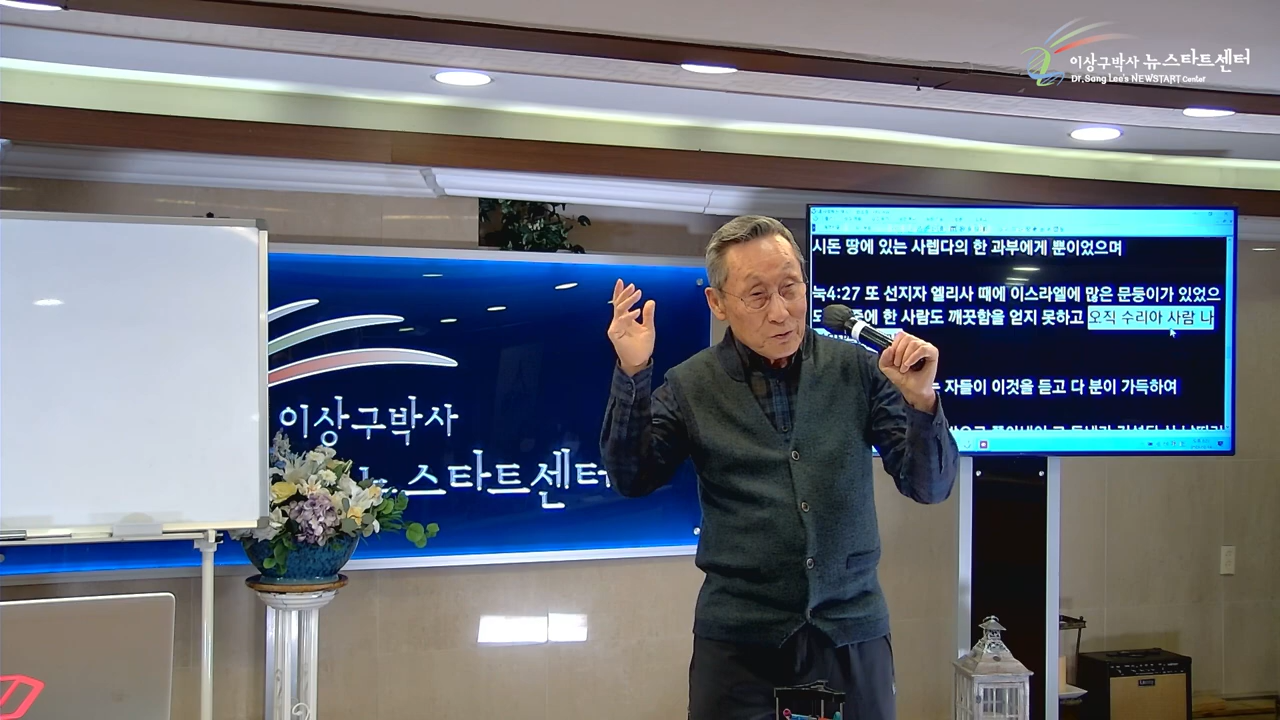 이상구박사 뉴스타트센터
Dr. Sang Lee's NEWSTART Center
시돈 땅에 있는 사렙다의 한 과부에게 뿐이었으며
눅4:27 또 선지자 엘리사 때에 이스라엘에 많은 문둥이가 있었으
도 중에 한 사람도 깨끗함을 얻지 못하고 오직 수리아 사람 나
자들이 이것을 듣고 다 분이 가득하여
이상구박사
스타트센터